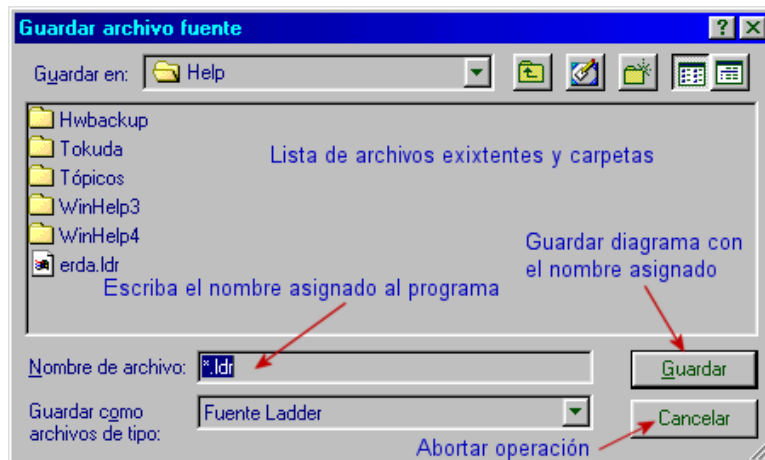 Guardar archivo fuente
Guardar en: Help
Hwbackup
Tokuda
Lista de archivos exixtentes y carpetas
Tópicos
WinHelp3
WinHelp4
erda.ldr
Guardar diagrama con
el nombre asignado
Escriba el nombre asignado al programa
Nombre de archivo: *.ldr
Guardar
Guardar como
archivos de tipo:
Fuente Ladder
Cancelar
Abortar operación